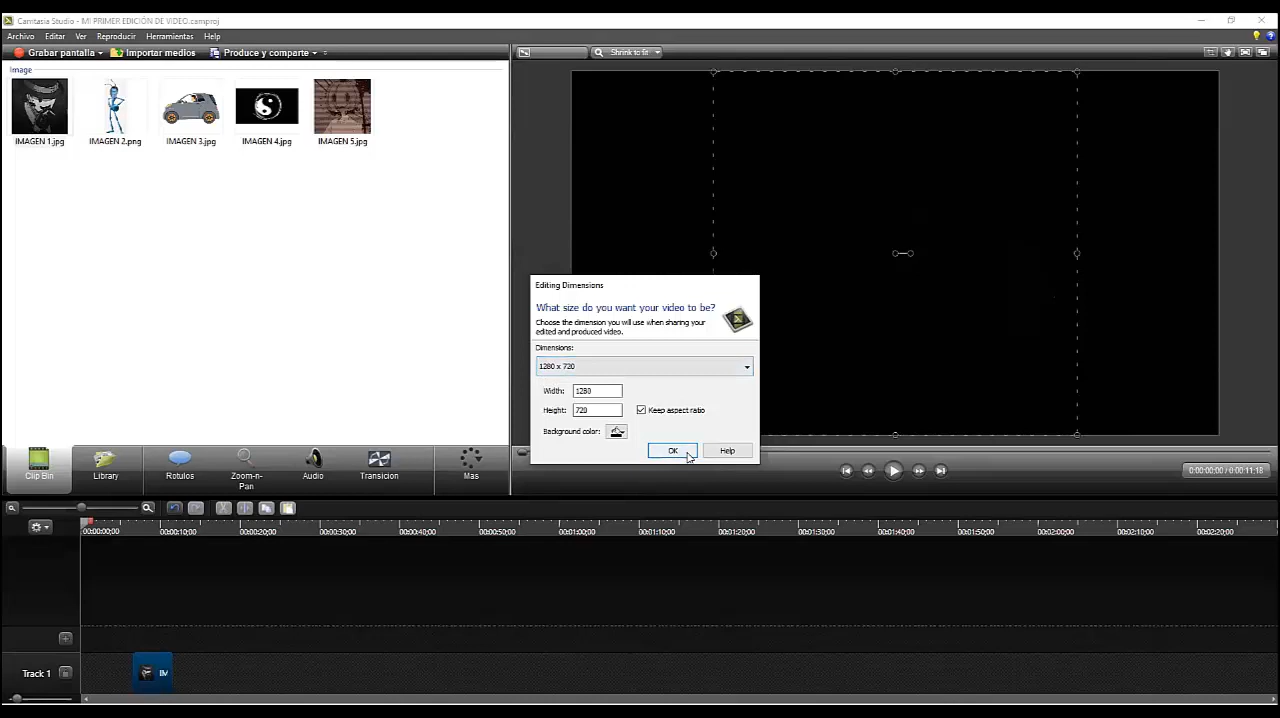 Camtasia Studio - MI PRIMER EDICIÓN DE VIDEO.camproj
Archivo Editar Ver Reproducir Herramientas Help
Grabar pantalla Importar medios Produce y comparte
Shrink to fit
Image
IMAGEN 1.jpg IMAGEN 2.png IMAGEN 3.jpg IMAGEN 4.jpg IMAGEN 5.jpg
Editing Dimensions
What size do you want your video to be?
Choose the dimension you will use when sharing your
edited and produced video.
Dimensions:
1280 x 720
Width: 1280
Height: 720 Keep aspect ratio
Background color:
OK Help
Clip Bin Library Rotulos Zoom-n-
Pan Audio Transicion Mas
0:00:00;00 / 0:00:11;18
00:00:00;00 00:00:10;00 00:00:20;00 00:00:30;00 00:00:40;00 00:00:50;00 00:01:00;00 00:01:10;00 00:01:20;00 00:01:30;00 00:01:40;00 00:01:50;00 00:02:00;00 00:02:10;00 00:02:20;00
Track 1 IM